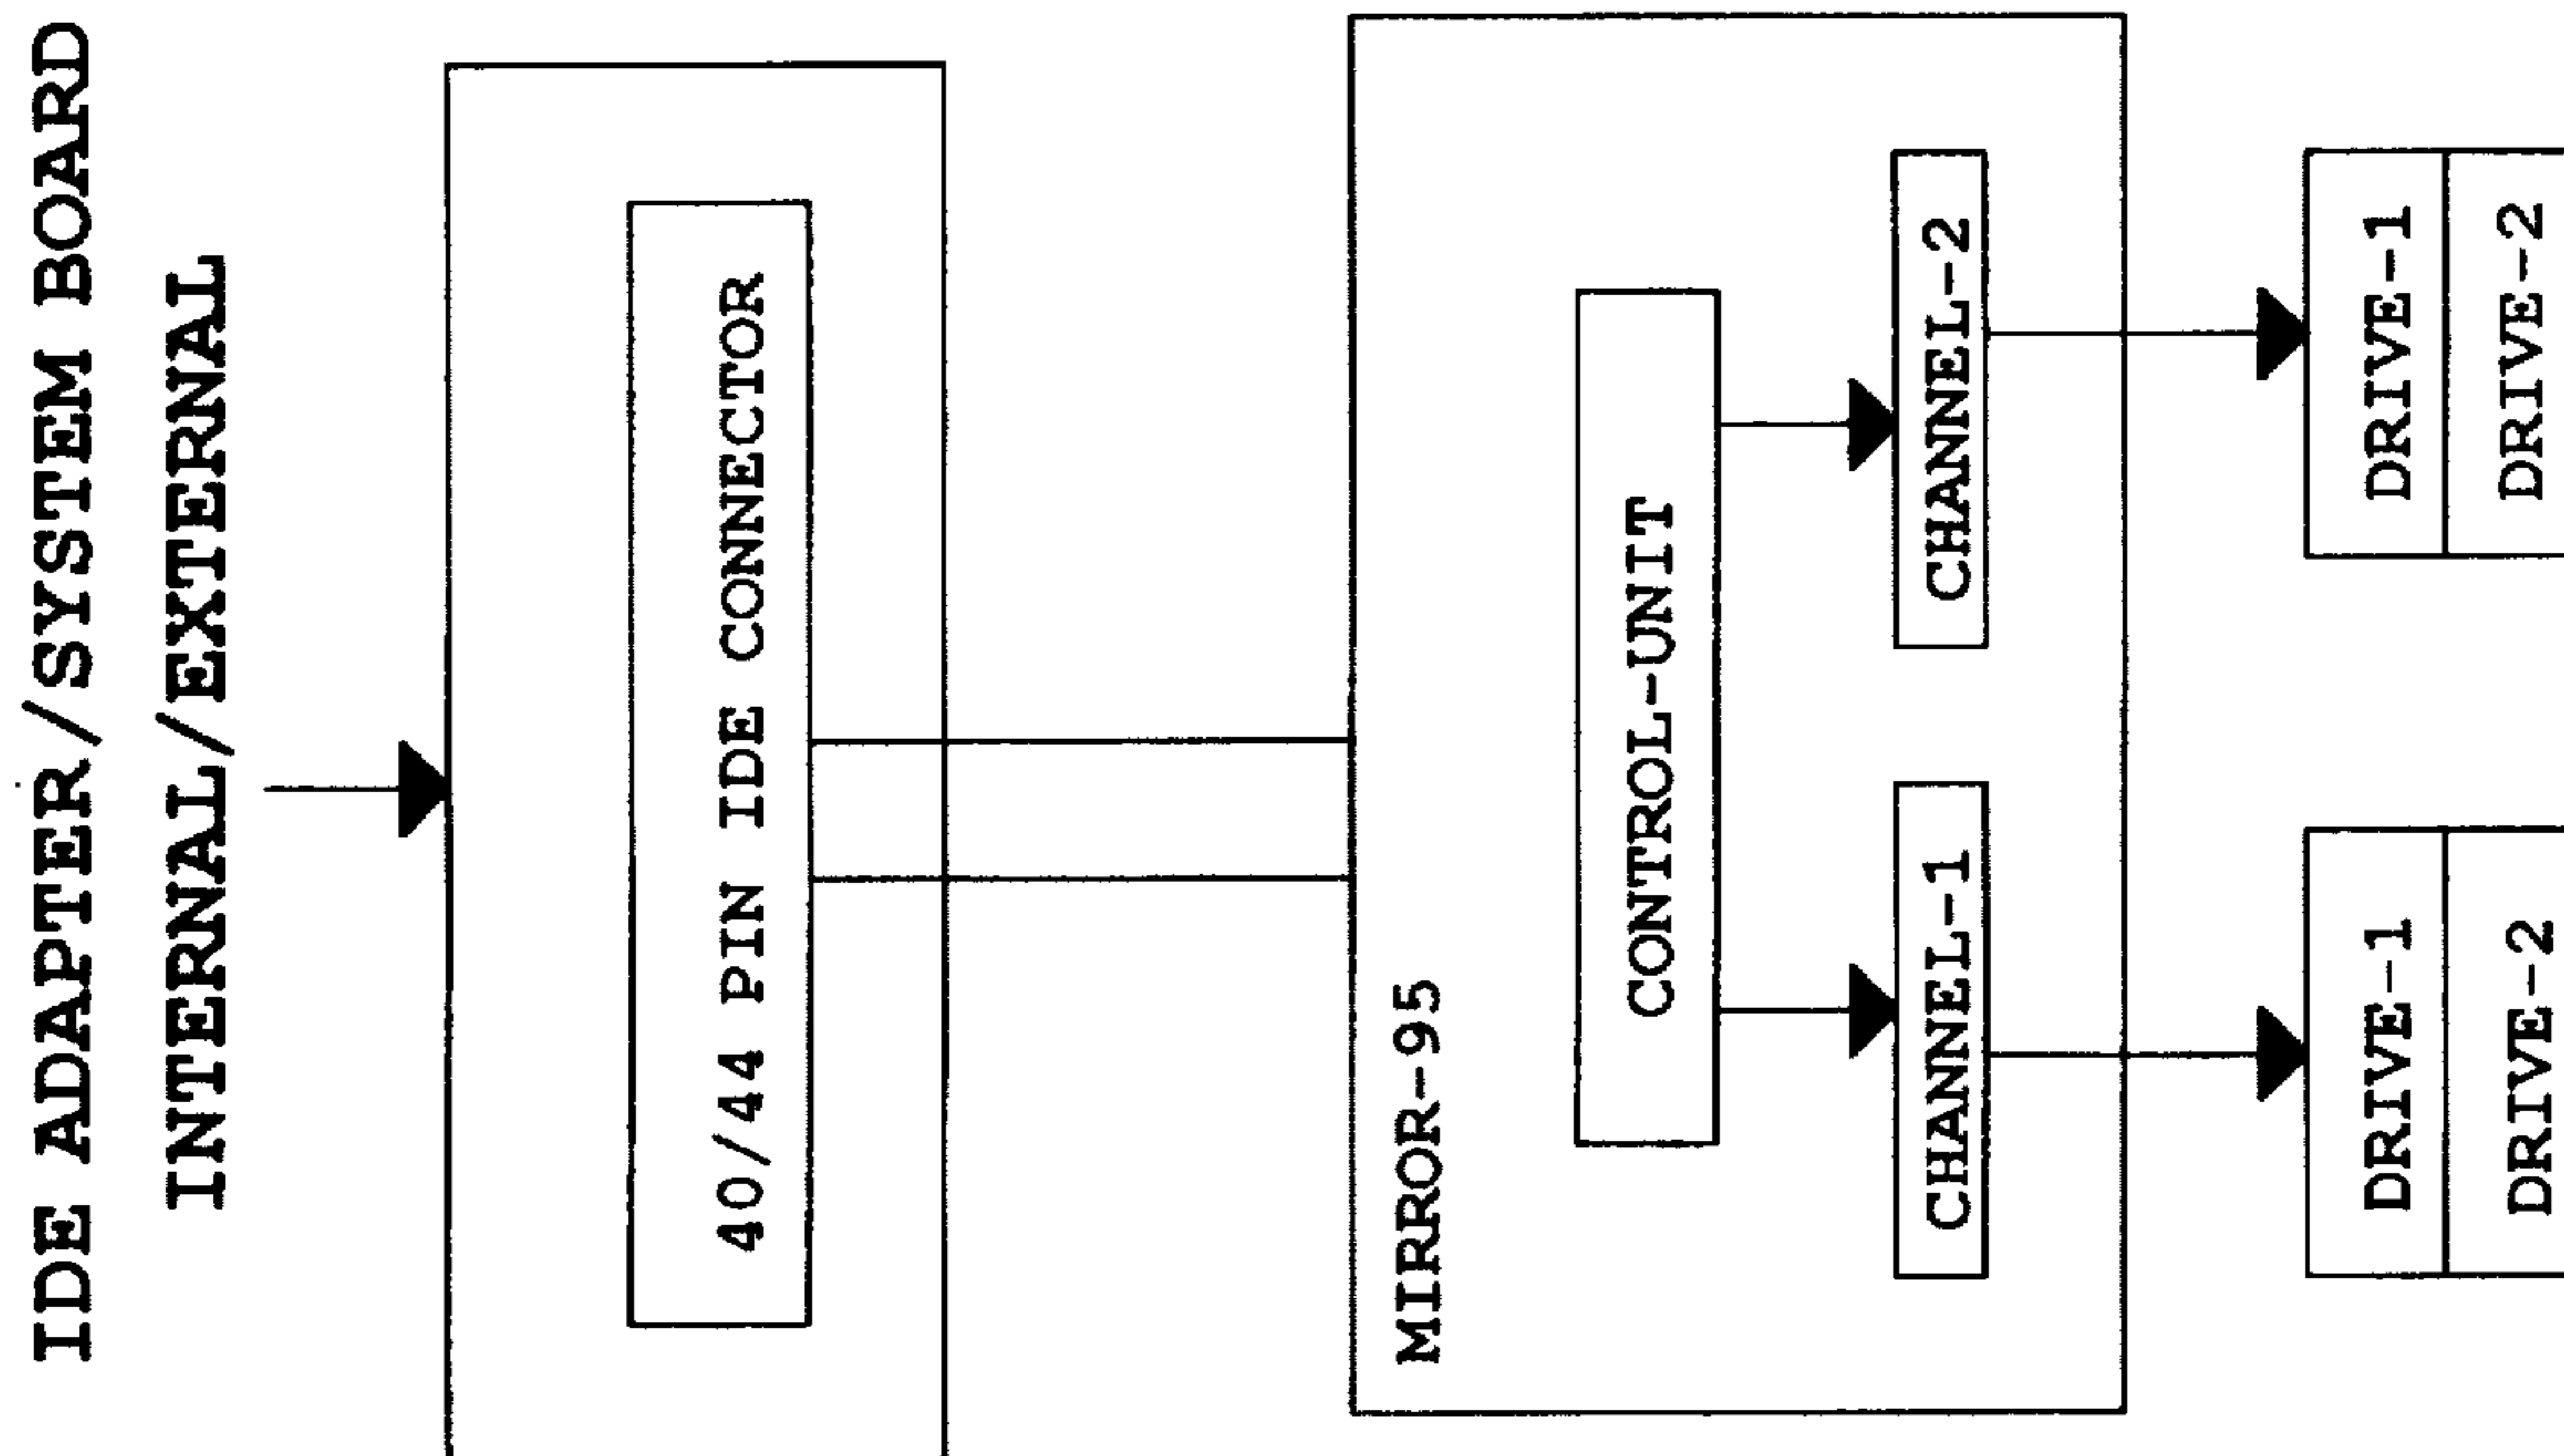 IDE ADAPTER/SYSTEM BOARD
INTERNAL/EXTERNAL
40/44 PIN IDE CONNECTOR
MIRROR-95
CONTROL-UNIT
CHANNEL-1
CHANNEL-2
DRIVE-1
DRIVE-2
DRIVE-1
DRIVE-2